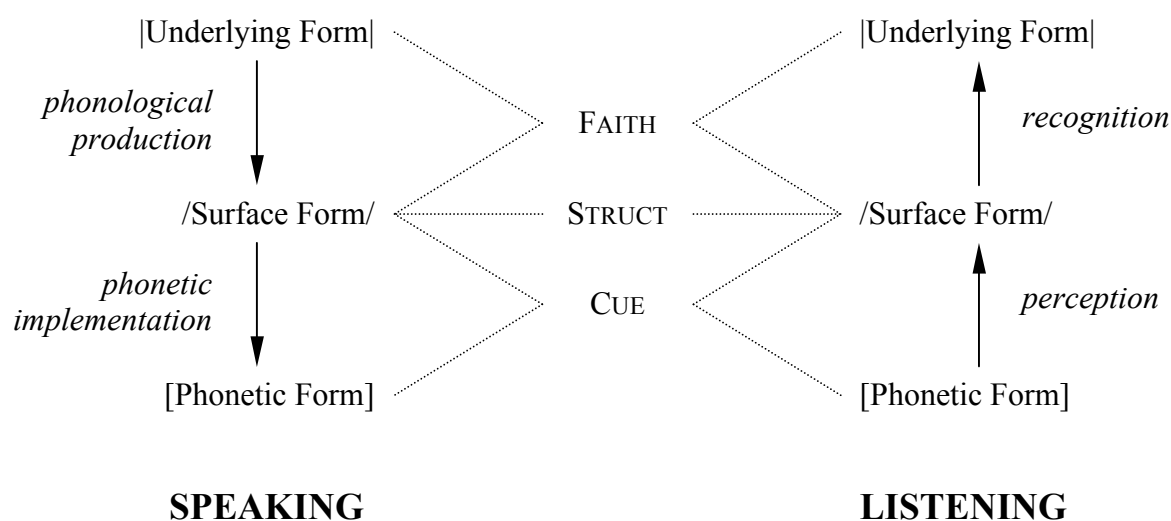 |Underlying Form| |Underlying Form|
phonological
production
FAITH
recognition
/Surface Form/ STRUCT /Surface Form/
phonetic
implementation
CUE
perception
[Phonetic Form] [Phonetic Form]
SPEAKING LISTENING